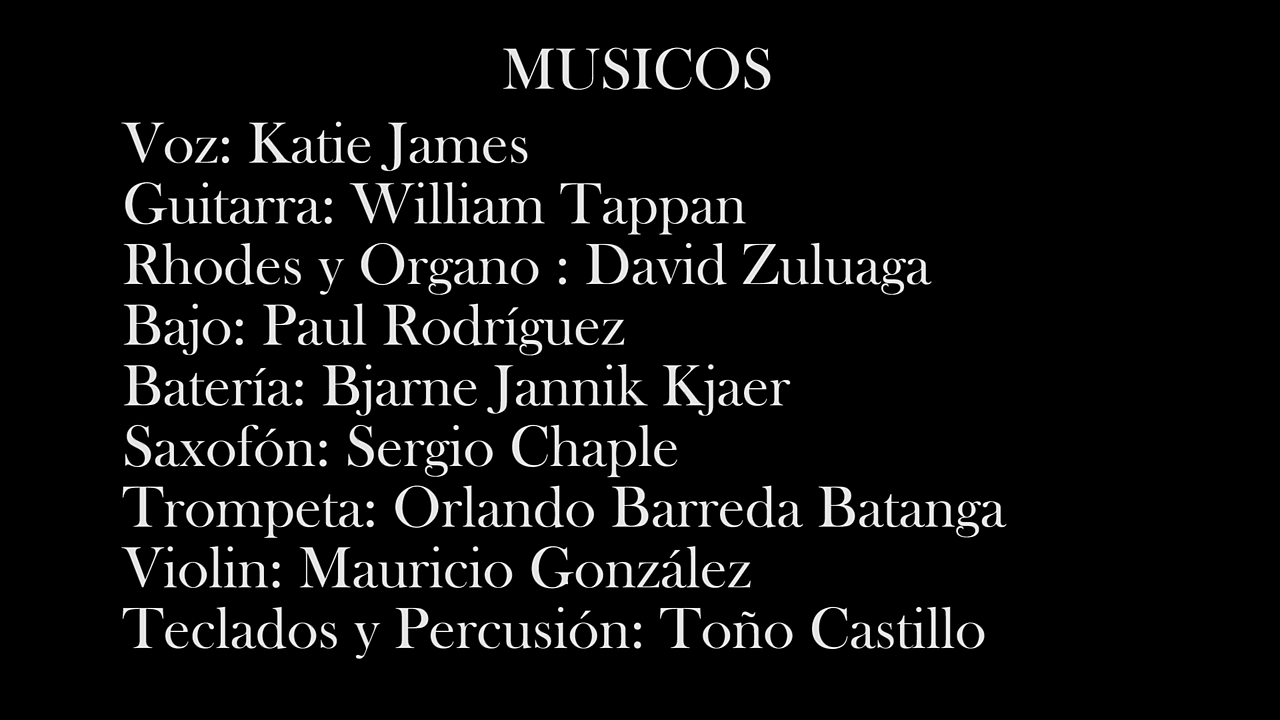 MUSICOS
Voz: Katie James
Guitarra: William Tappan
Rhodes y Organo : David Zuluaga
Bajo: Paul Rodríguez
Batería: Bjarne Jannik Kjaer
Saxofón: Sergio Chaple
Trompeta: Orlando Barreda Batanga
Violin: Mauricio González
Teclados y Percusión: Toño Castillo